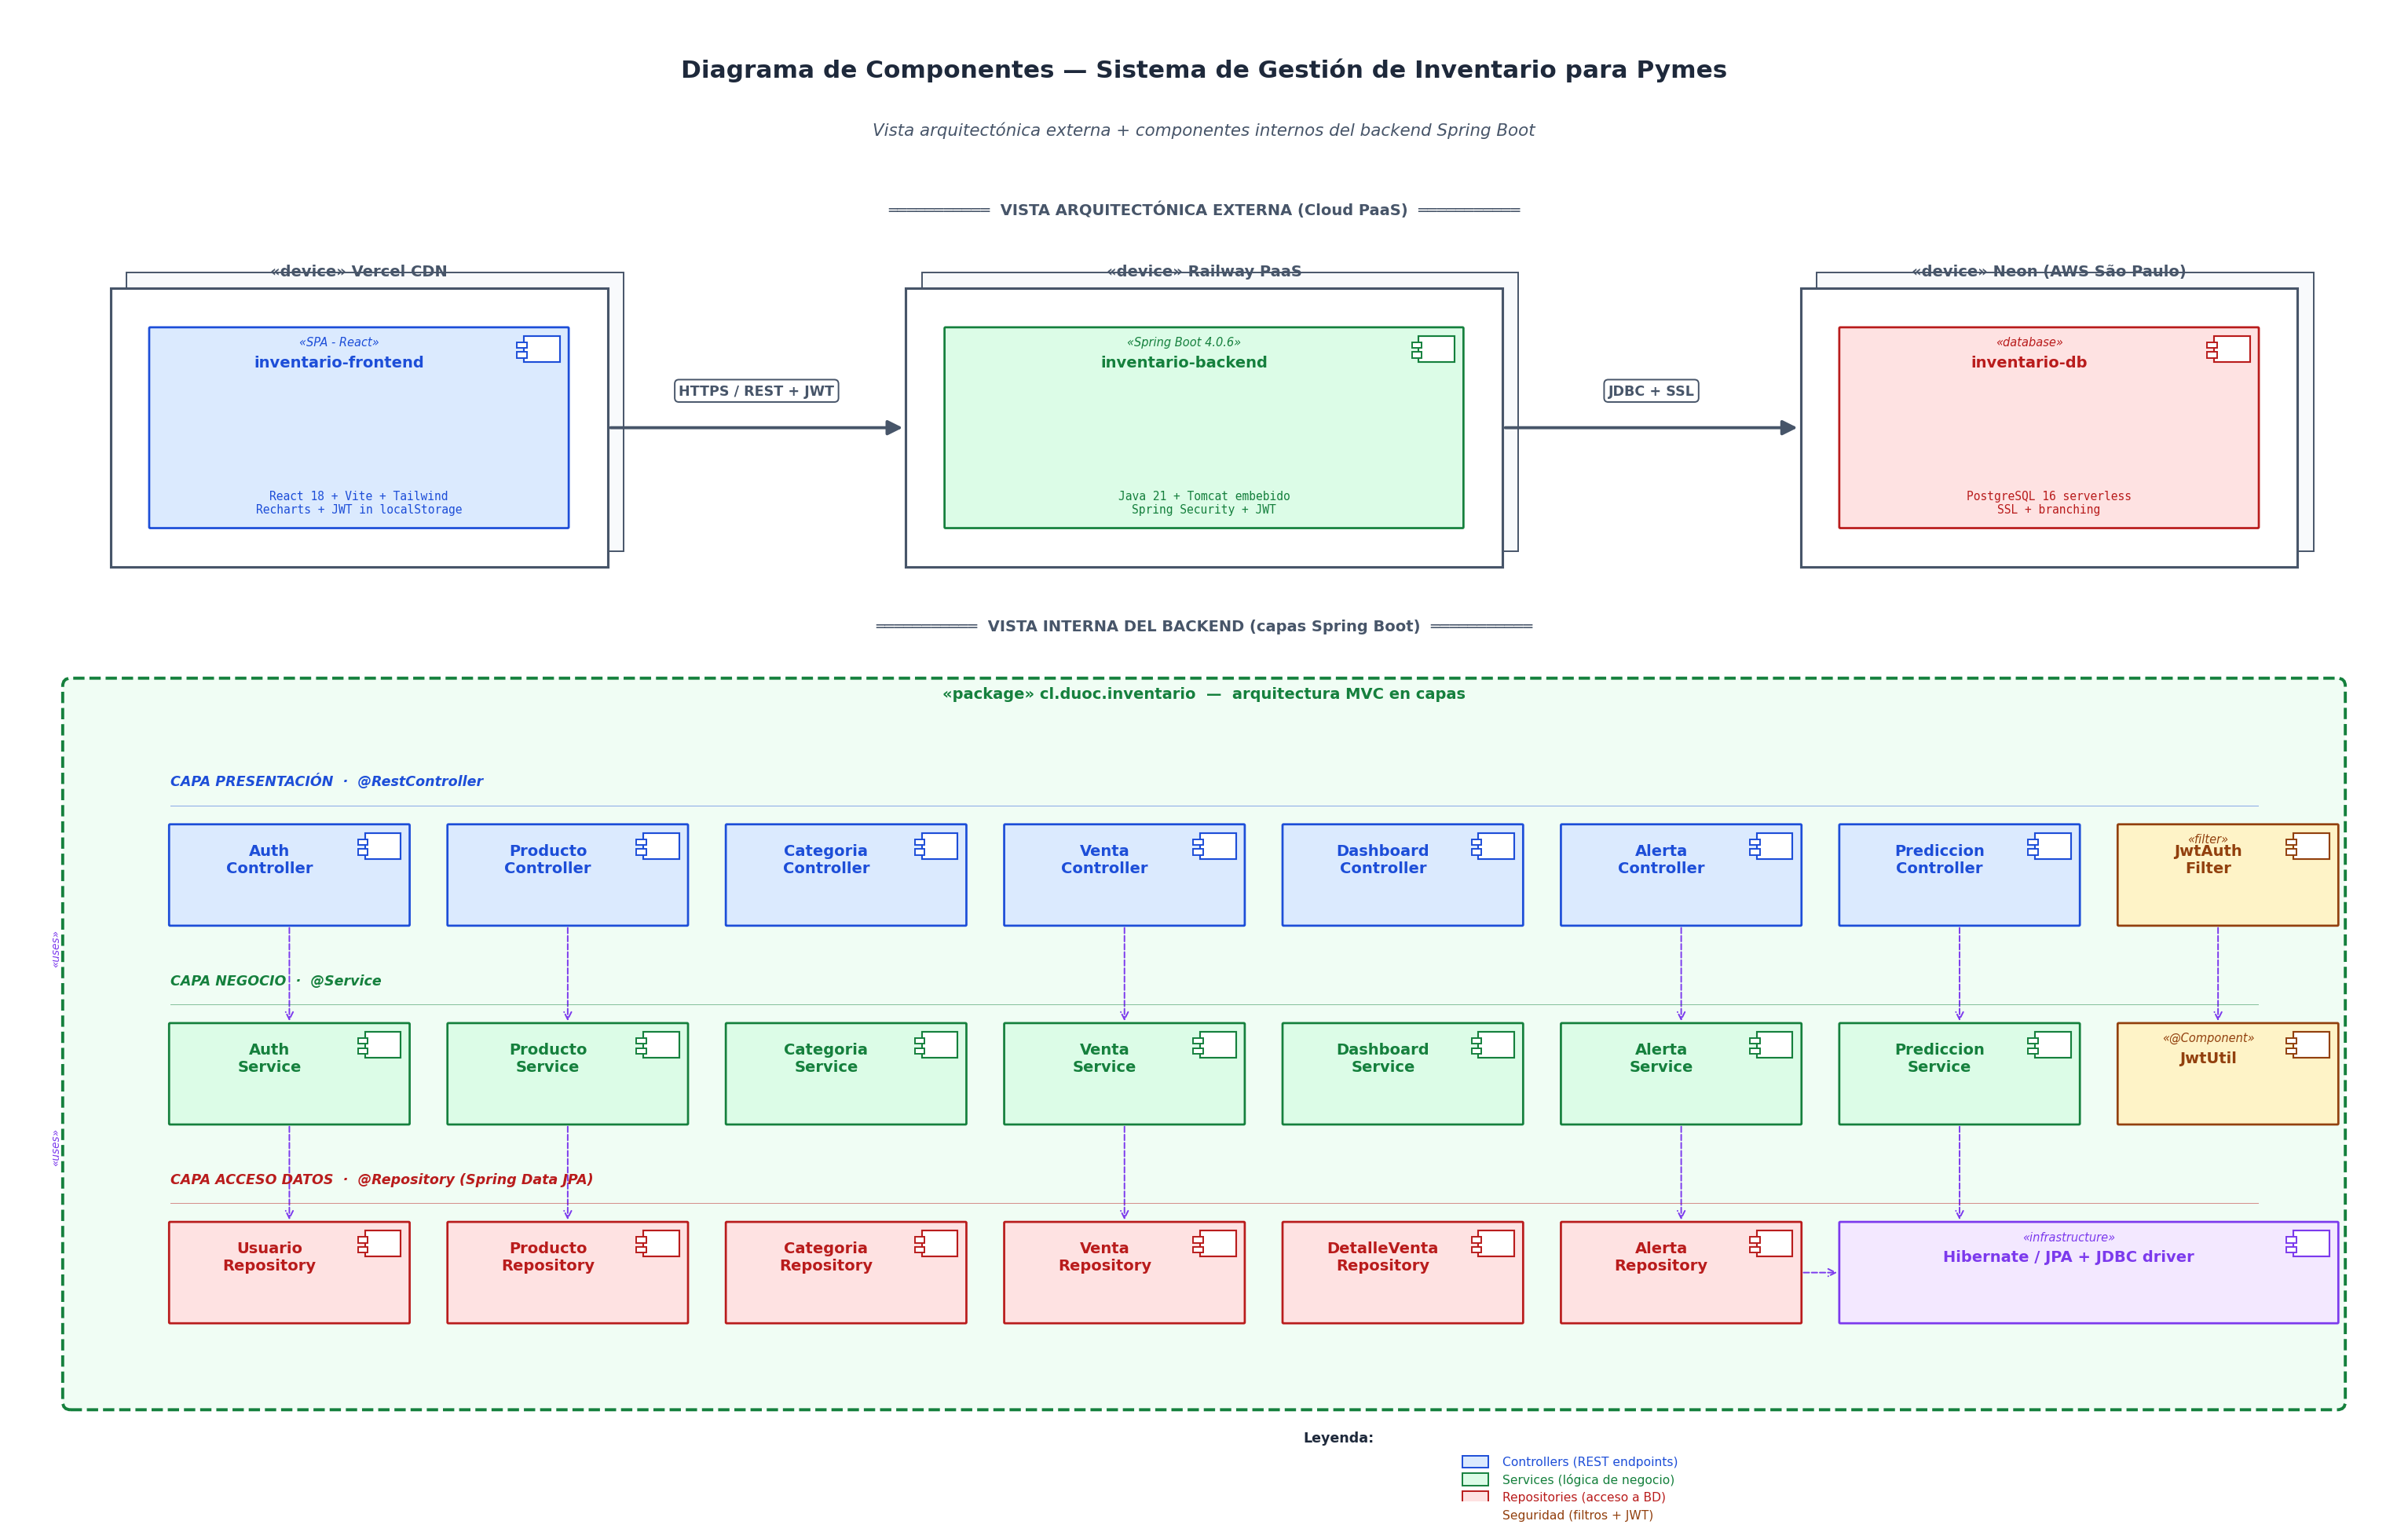 Diagrama de Componentes — Sistema de Gestión de Inventario para Pymes
Vista arquitectónica externa + componentes internos del backend Spring Boot
VISTA ARQUITECTÓNICA EXTERNA (Cloud PaaS)
«device» Vercel CDN
«SPA - React»
inventario-frontend
React 18 + Vite + Tailwind
Recharts + JWT in localStorage
HTTPS / REST + JWT
«device» Railway PaaS
«Spring Boot 4.0.6»
inventario-backend
Java 21 + Tomcat embebido
Spring Security + JWT
JDBC + SSL
«device» Neon (AWS São Paulo)
«database»
inventario-db
PostgreSQL 16 serverless
SSL + branching
VISTA INTERNA DEL BACKEND (capas Spring Boot)
«package» cl.duoc.inventario — arquitectura MVC en capas
CAPA PRESENTACIÓN · @RestController
Auth
Controller
Producto
Controller
Categoria
Controller
Venta
Controller
Dashboard
Controller
Alerta
Controller
Prediccion
Controller
«filter»
JwtAuth
Filter
«uses»
CAPA NEGOCIO · @Service
Auth
Service
Producto
Service
Categoria
Service
Venta
Service
Dashboard
Service
Alerta
Service
Prediccion
Service
«@Component»
JwtUtil
«uses»
CAPA ACCESO DATOS · @Repository (Spring Data JPA)
Usuario
Repository
Producto
Repository
Categoria
Repository
Venta
Repository
DetalleVenta
Repository
Alerta
Repository
«infrastructure»
Hibernate / JPA + JDBC driver
Leyenda:
Controllers (REST endpoints)
Services (lógica de negocio)
Repositories (acceso a BD)
Seguridad (filtros + JWT)